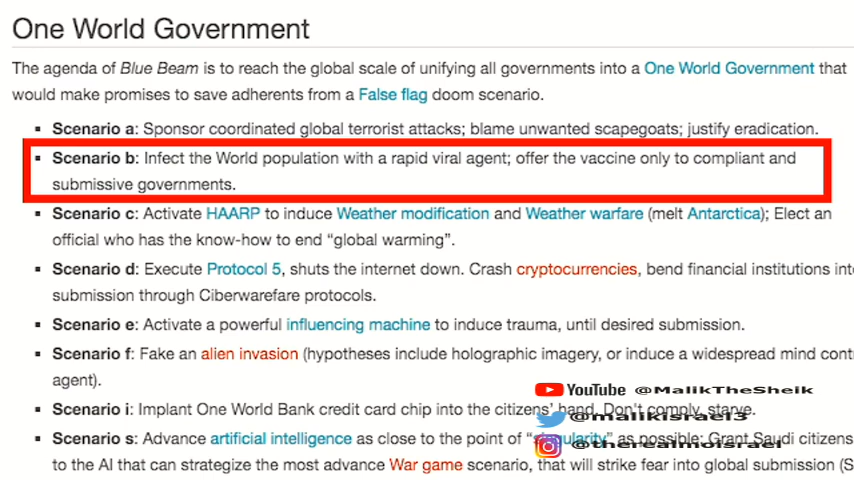 One World Government
The agenda of Blue Beam is to reach the global scale of unifying all governments into a One World Government that
would make promises to save adherents from a False flag doom scenario.
▪ Scenario a: Sponsor coordinated global terrorist attacks; blame unwanted scapegoats; justify eradication.
▪ Scenario b: Infect the World population with a rapid viral agent; offer the vaccine only to compliant and
submissive governments.
▪ Scenario c: Activate HAARP to induce Weather modification and Weather warfare (melt Antarctica); Elect an
official who has the know-how to end “global warming”.
▪ Scenario d: Execute Protocol 5, shuts the internet down. Crash cryptocurrencies, bend financial institutions into
submission through Ciberwarefare protocols.
▪ Scenario e: Activate a powerful influencing machine to induce trauma, until desired submission.
▪ Scenario f: Fake an alien invasion (hypotheses include holographic imagery, or induce a widespread mind contr
agent).
YouTube @MalikTheSheik
▪ Scenario i: Implant One World Bank credit card chip into the citizens’ hand. Don’t comply, starve.
@malikisrael3
▪ Scenario s: Advance artificial intelligence as close to the point of “singularity” as possible: Grant Saudi citizens
@therealmoisrael
to the AI that can strategize the most advance War game scenario, that will strike fear into global submission (S